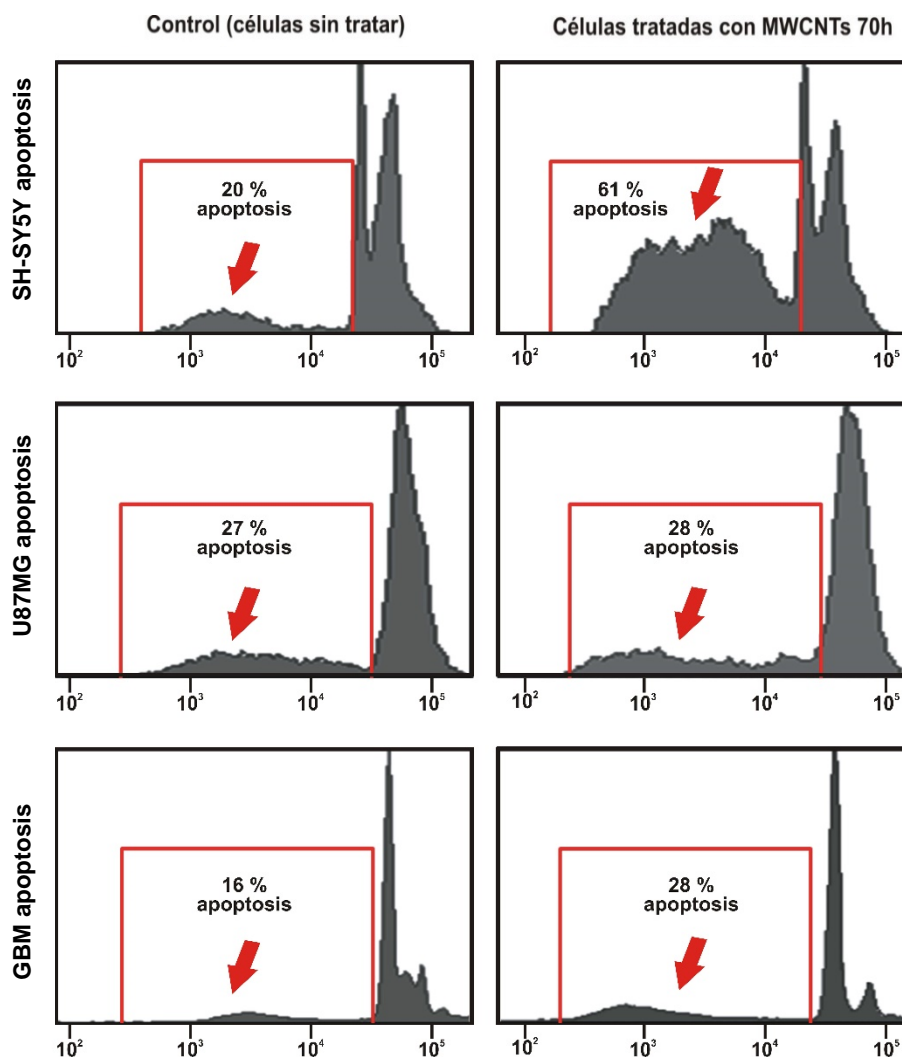 Control (células sin tratar)
Células tratadas con MWCNTs 70h
SH-SY5Y apoptosis
20 %
apoptosis
10²
10³
10⁴
10⁵
61 %
apoptosis
10²
10³
10⁴
10⁵
U87MG apoptosis
27 %
apoptosis
10²
10³
10⁴
10⁵
28 %
apoptosis
10²
10³
10⁴
10⁵
GBM apoptosis
16 %
apoptosis
10²
10³
10⁴
10⁵
28 %
apoptosis
10²
10³
10⁴
10⁵